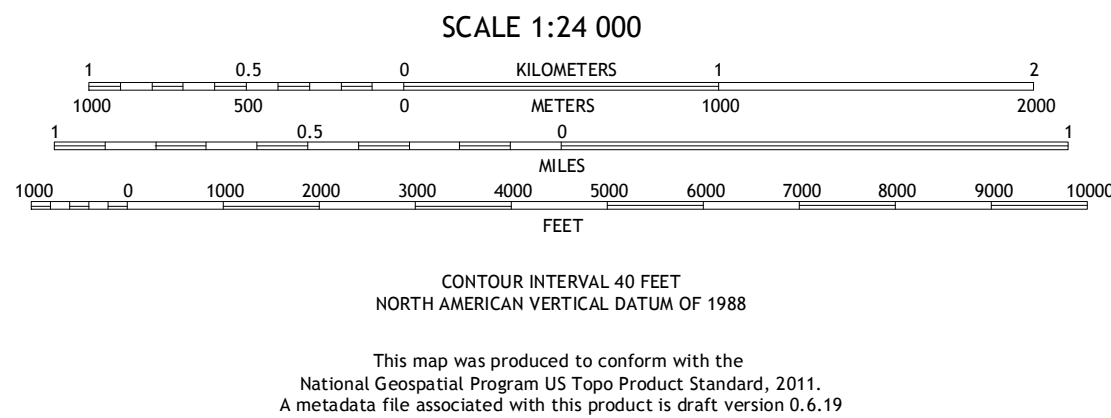 SCALE 1:24 000
1 0.5 0 KILOMETERS 1 2
1000 500 0 METERS 1000 2000
1 0.5 0 1
MILES
1000 0 1000 2000 3000 4000 5000 6000 7000 8000 9000 10000
FEET
CONTOUR INTERVAL 40 FEET
NORTH AMERICAN VERTICAL DATUM OF 1988
This map was produced to conform with the
National Geospatial Program US Topo Product Standard, 2011.
A metadata file associated with this product is draft version 0.6.19